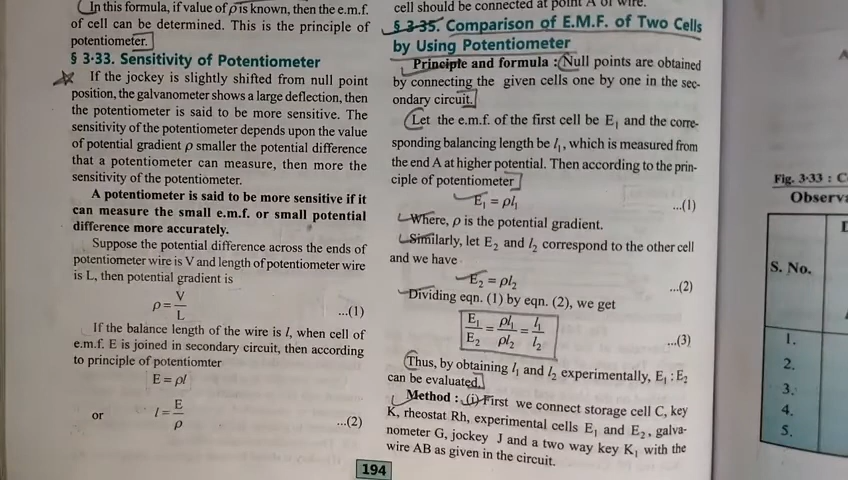 In this formula, if value of ρ is known, then the e.m.f.
of cell can be determined. This is the principle of
potentiometer.
§ 3·33. Sensitivity of Potentiometer
If the jockey is slightly shifted from null point
position, the galvanometer shows a large deflection, then
the potentiometer is said to be more sensitive. The
sensitivity of the potentiometer depends upon the value
of potential gradient ρ smaller the potential difference
that a potentiometer can measure, then more the
sensitivity of the potentiometer.
A potentiometer is said to be more sensitive if it
can measure the small e.m.f. or small potential
difference more accurately.
Suppose the potential difference across the ends of
potentiometer wire is V and length of potentiometer wire
is L, then potential gradient is
ρ = V/L ...(1)
If the balance length of the wire is l, when cell of
e.m.f. E is joined in secondary circuit, then according
to principle of potentiomter
E = ρl
or l = E/ρ ...(2)
cell should be connected at point A of wire.
§ 3·35. Comparison of E.M.F. of Two Cells
by Using Potentiometer
Principle and formula : Null points are obtained
by connecting the given cells one by one in the sec-
ondary circuit.
Let the e.m.f. of the first cell be E₁ and the corre-
sponding balancing length be l₁, which is measured from
the end A at higher potential. Then according to the prin-
ciple of potentiometer
E₁ = ρl₁ ...(1)
Where, ρ is the potential gradient.
Similarly, let E₂ and l₂ correspond to the other cell
and we have
E₂ = ρl₂ ...(2)
Dividing eqn. (1) by eqn. (2), we get
E₁/E₂ = ρl₁/ρl₂ = l₁/l₂ ...(3)
Thus, by obtaining l₁ and l₂ experimentally, E₁ : E₂
can be evaluated.
Method : (i) First we connect storage cell C, key
K, rheostat Rh, experimental cells E₁ and E₂, galva-
nometer G, jockey J and a two way key K₁ with the
wire AB as given in the circuit.
194
Fig. 3·33 : C
Observa
S. No.
1.
2.
3.
4.
5.